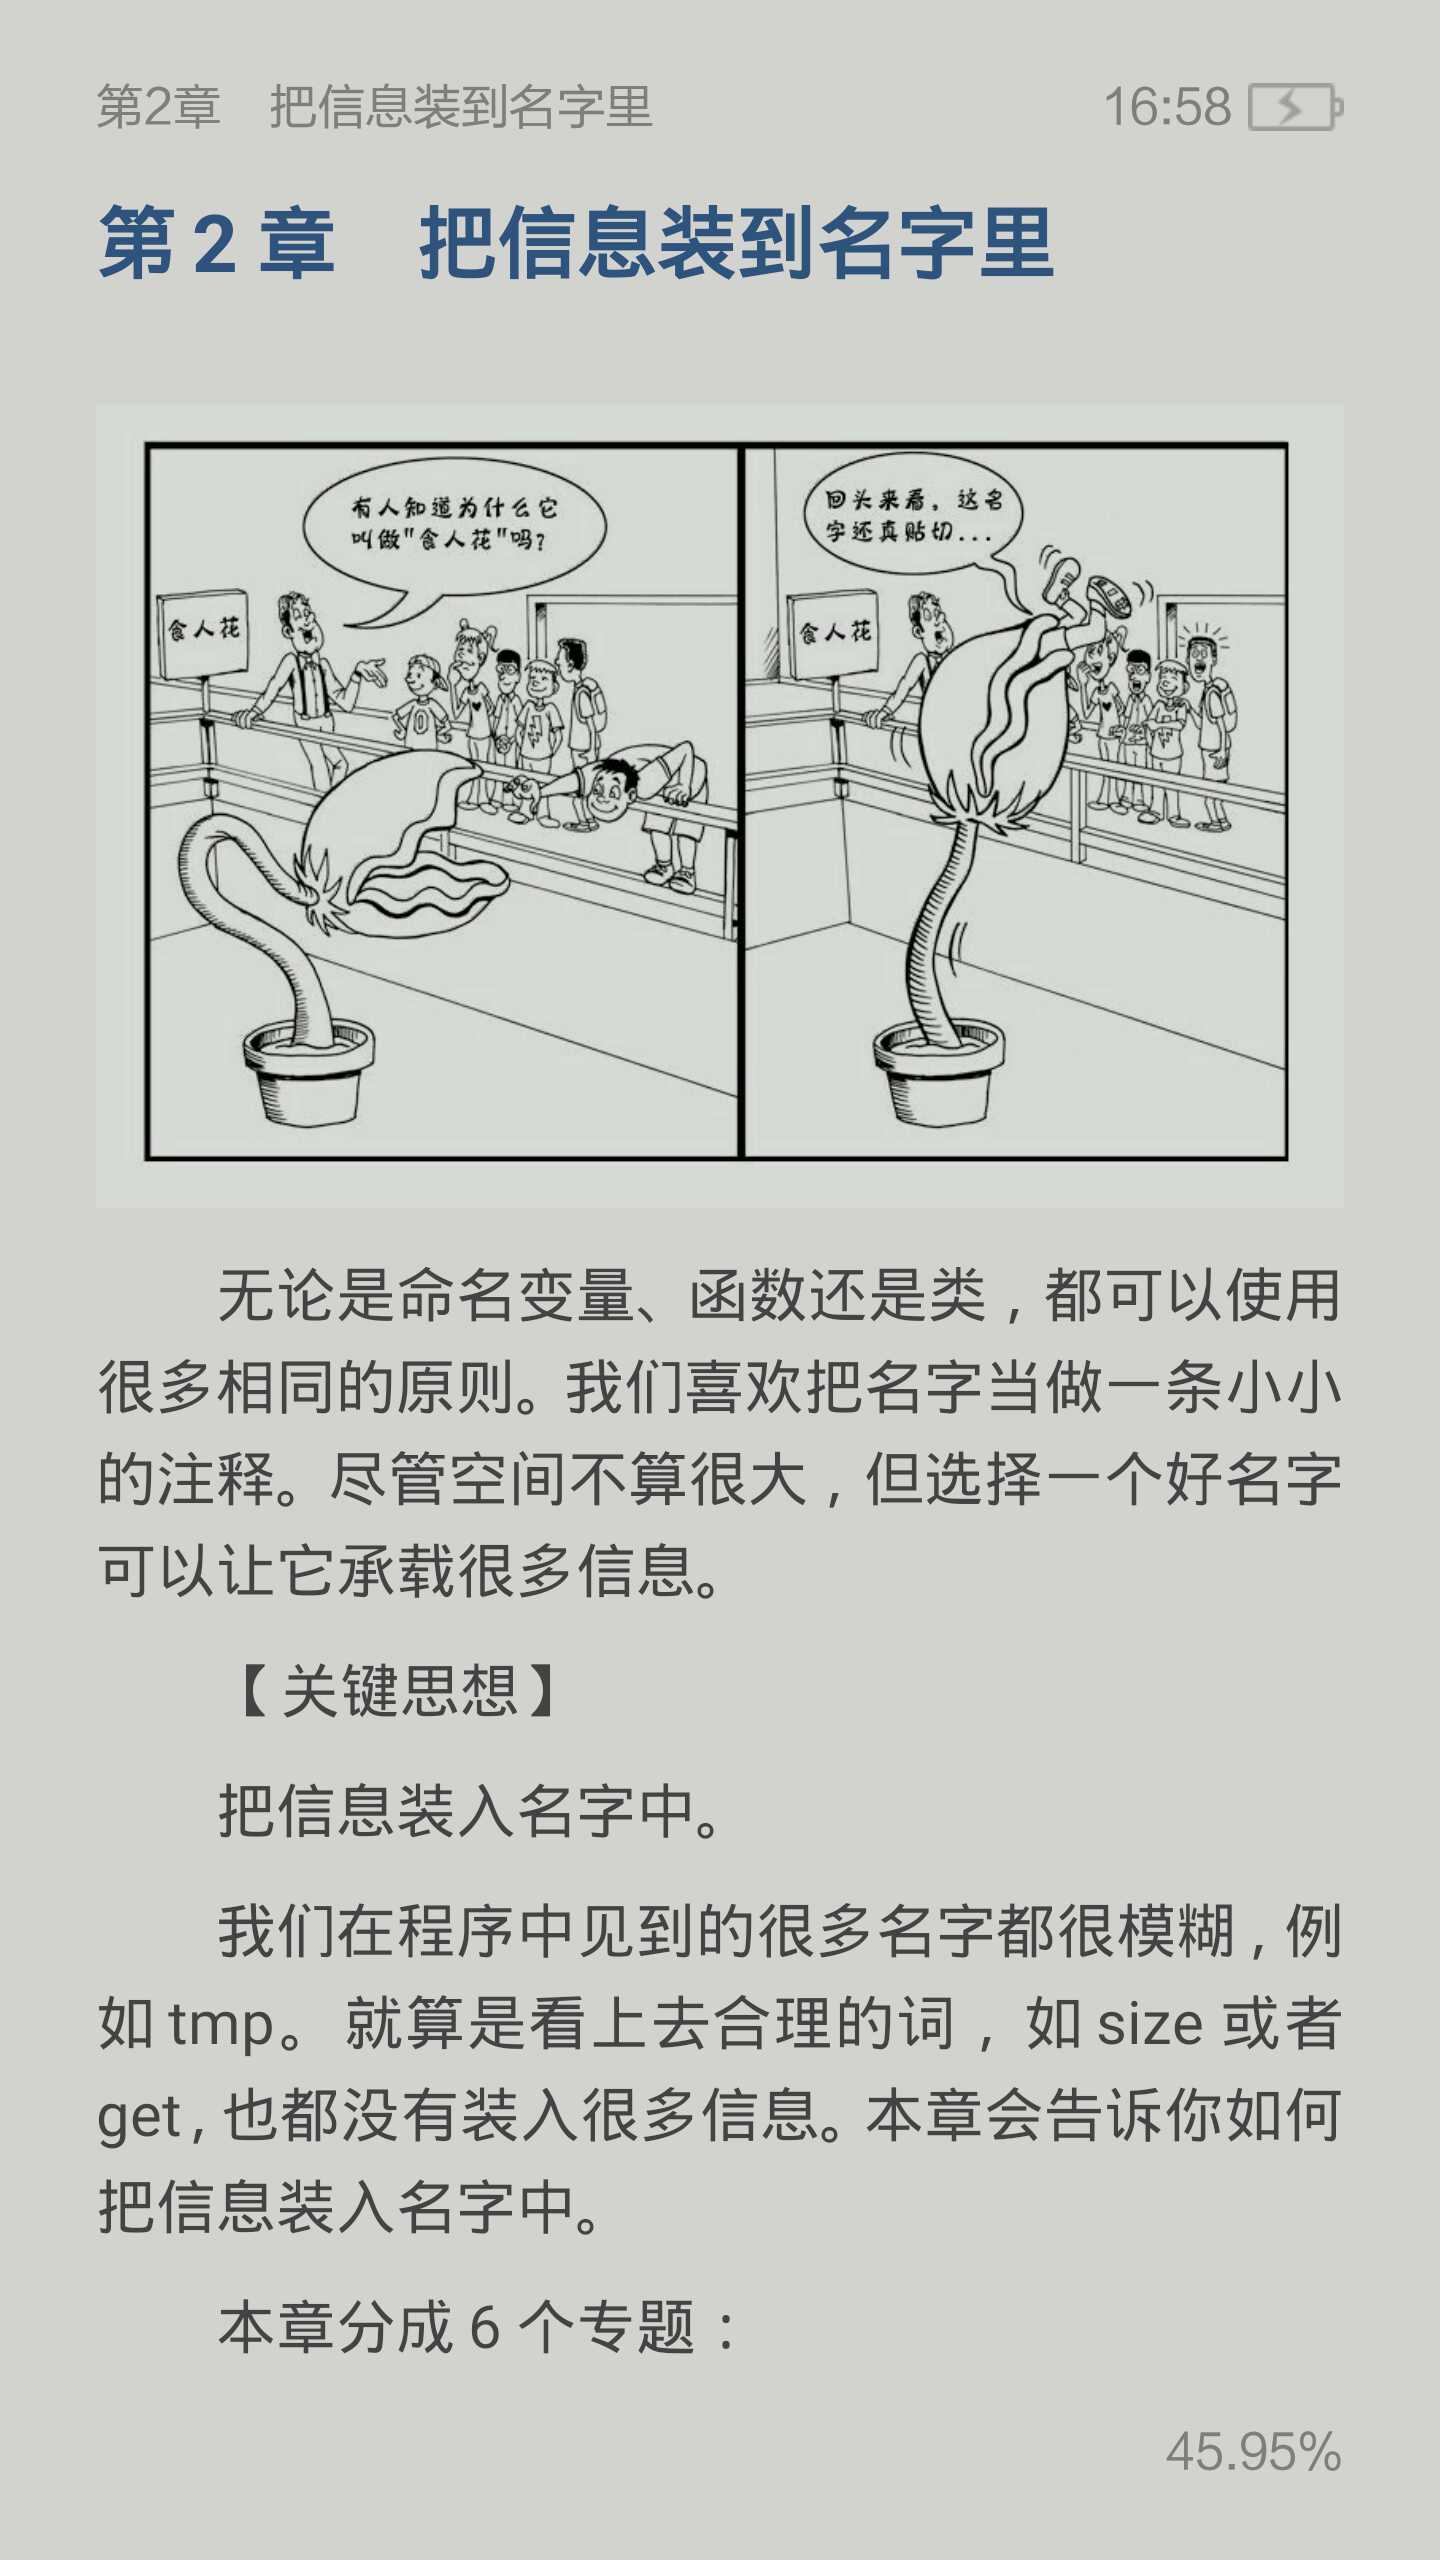 第2章 把信息装到名字里
16:58
第2章 把信息装到名字里
有人知道为什么它
叫做"食人花"吗?
食人花
回头来看，这名
字还真贴切...
食人花
无论是命名变量、函数还是类，都可以使用
很多相同的原则。我们喜欢把名字当做一条小小
的注释。尽管空间不算很大，但选择一个好名字
可以让它承载很多信息。
【关键思想】
把信息装入名字中。
我们在程序中见到的很多名字都很模糊，例
如tmp。就算是看上去合理的词，如size或者
get，也都没有装入很多信息。本章会告诉你如何
把信息装入名字中。
本章分成6个专题：
45.95%